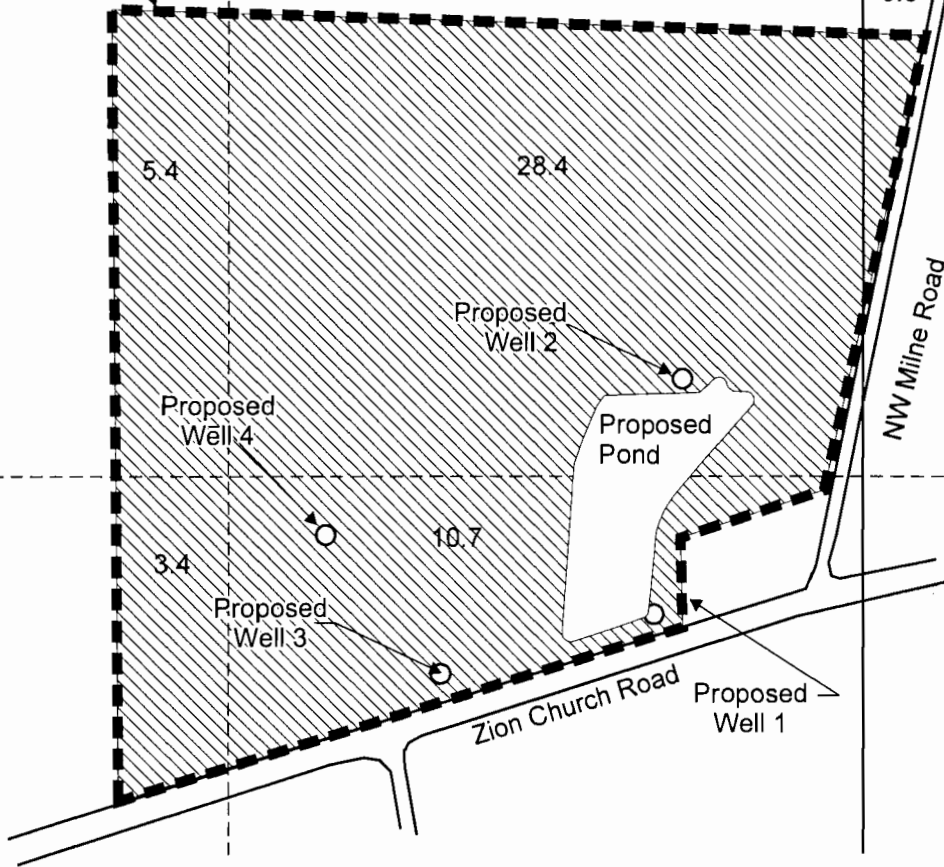 5.4
28.4
Proposed
Well 2
NW Milne Road
Proposed
Well 4
Proposed
Pond
10.7
3.4
Proposed
Well 3
Zion Church Road
Proposed
Well 1